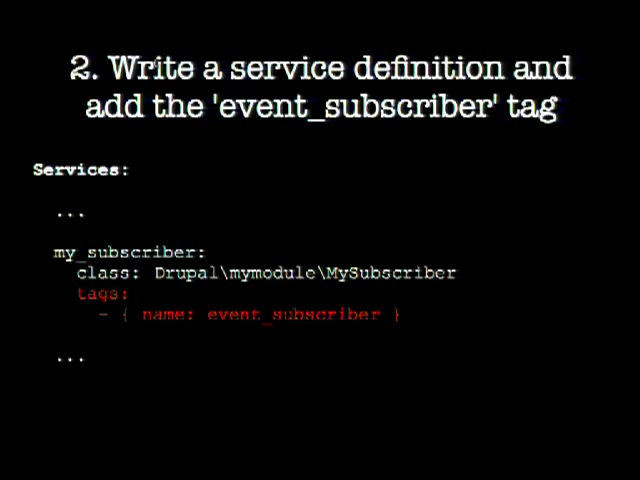 2. Write a service definition and
add the 'event_subscriber' tag
Services:
...
my_subscriber:
class: Drupal\mymodule\MySubscriber
tags:
- { name: event_subscriber }
...